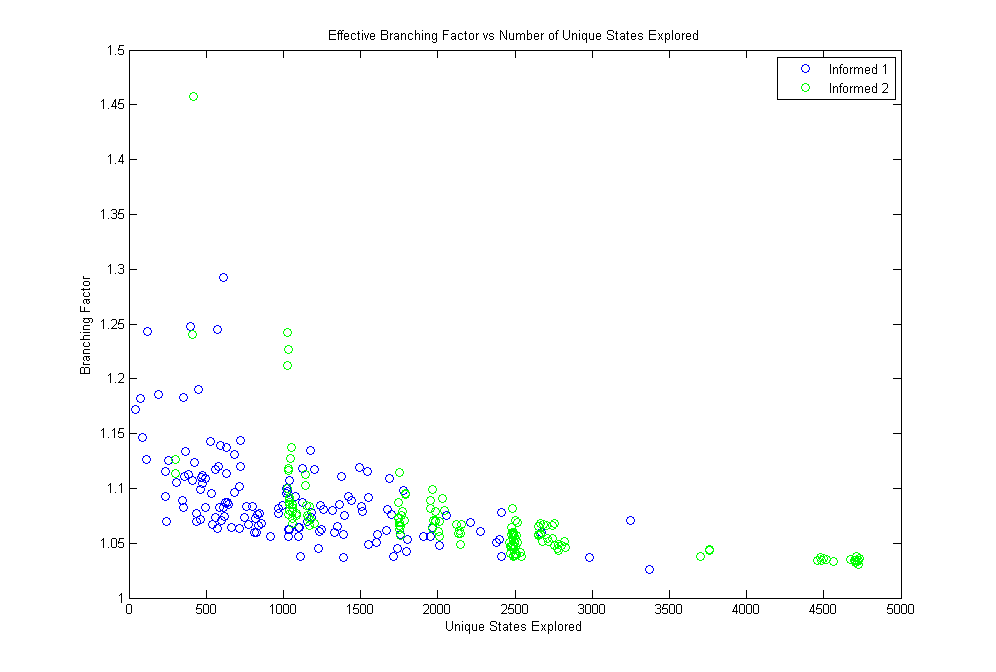 Effective Branching Factor vs Number of Unique States Explored
Informed 1
Informed 2
1.5
1.45
1.4
1.35
1.3
1.25
1.2
1.15
1.1
1.05
1
Branching Factor
0 500 1000 1500 2000 2500 3000 3500 4000 4500 5000
Unique States Explored